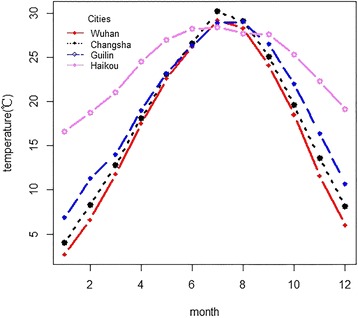 Cities
Wuhan
Changsha
Guilin
Haikou
temperature(℃)
30
25
20
15
10
5
2 4 6 8 10 12
month